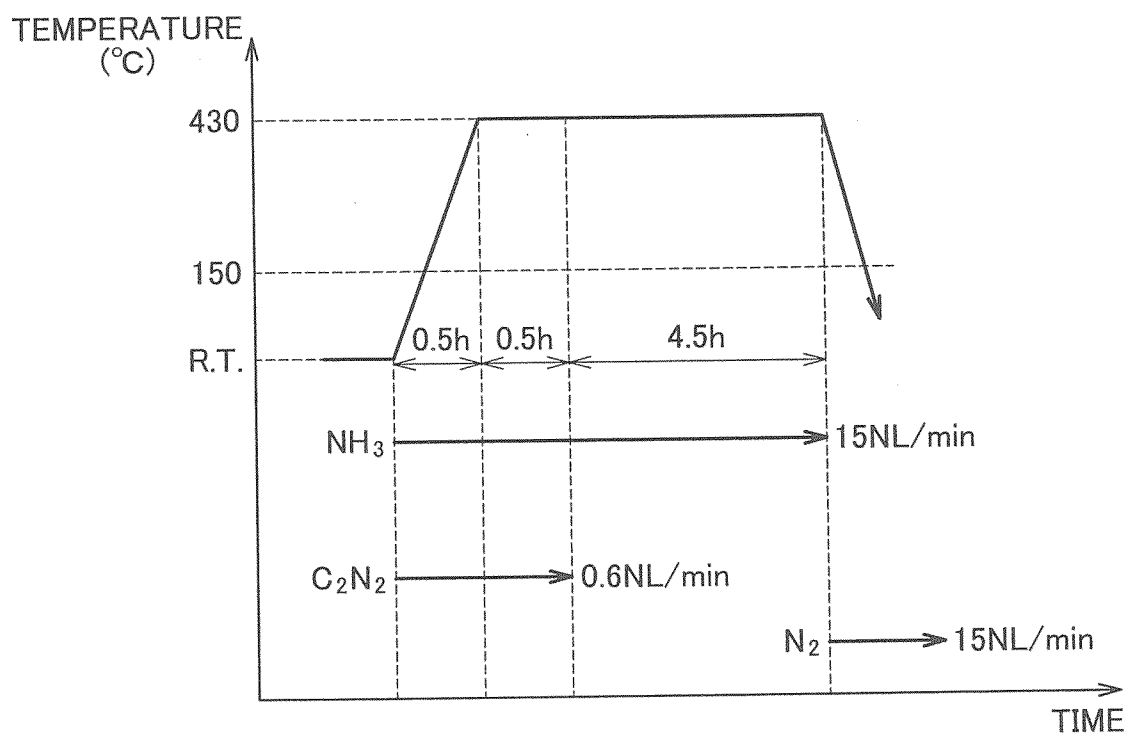 TEMPERATURE
(°C)
430
150
0.5h 0.5h 4.5h
R.T.
NH₃ 15NL/min
C₂N₂ 0.6NL/min
N₂ 15NL/min
TIME